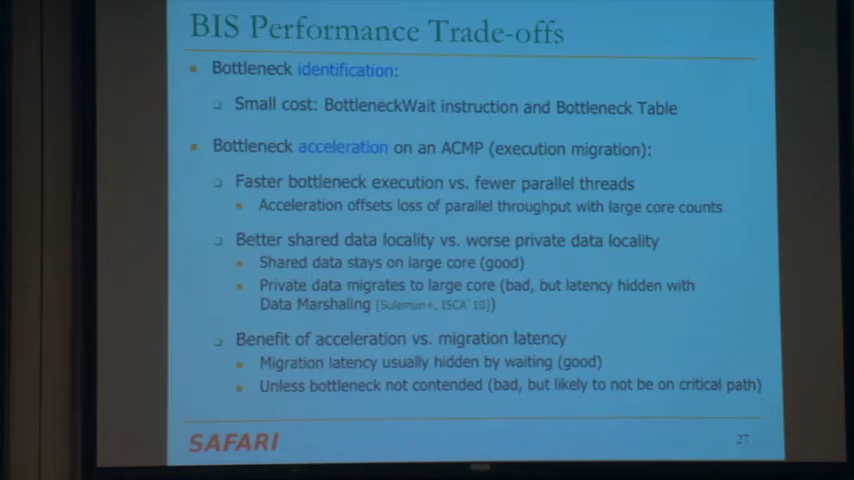 BIS Performance Trade-offs
Bottleneck identification:
Small cost: BottleneckWait instruction and Bottleneck Table
Bottleneck acceleration on an ACMP (execution migration):
Faster bottleneck execution vs. fewer parallel threads
Acceleration offsets loss of parallel throughput with large core counts
Better shared data locality vs. worse private data locality
Shared data stays on large core (good)
Private data migrates to large core (bad, but latency hidden with
Data Marshaling [Suleman+, ISCA'10])
Benefit of acceleration vs. migration latency
Migration latency usually hidden by waiting (good)
Unless bottleneck not contended (bad, but likely to not be on critical path)
SAFARI
27